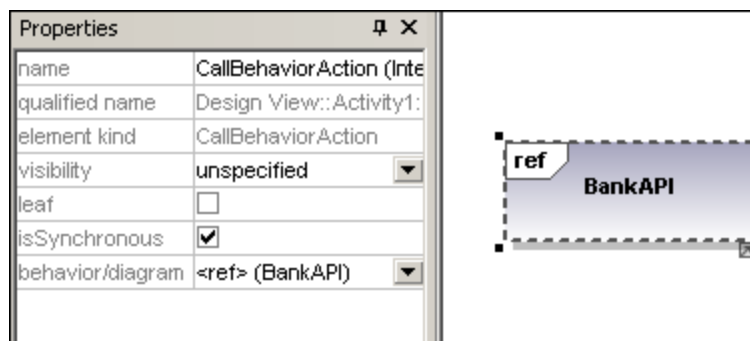 Properties
name CallBehaviorAction (Inte
qualified name Design View::Activity1:
element kind CallBehaviorAction
visibility unspecified
leaf
isSynchronous
behavior/diagram <ref> (BankAPI)
ref
BankAPI